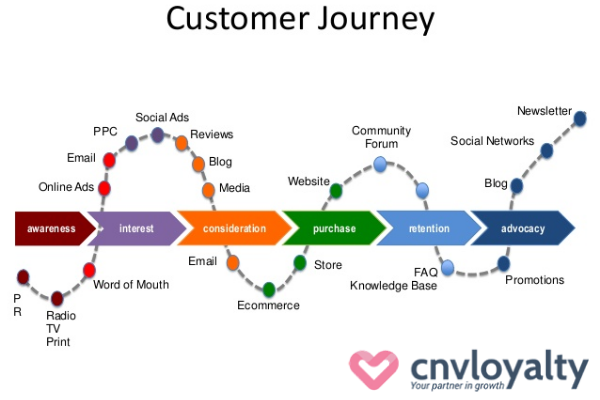 Customer Journey
Social Ads
PPC
Reviews
Email
Blog
Online Ads
Media
Community
Forum
Website
Newsletter
Social Networks
Blog
awareness
interest
consideration
purchase
retention
advocacy
P
R
Radio
TV
Print
Word of Mouth
Email
Ecommerce
Store
FAQ
Knowledge Base
Promotions
cnvloyalty
Your partner in growth